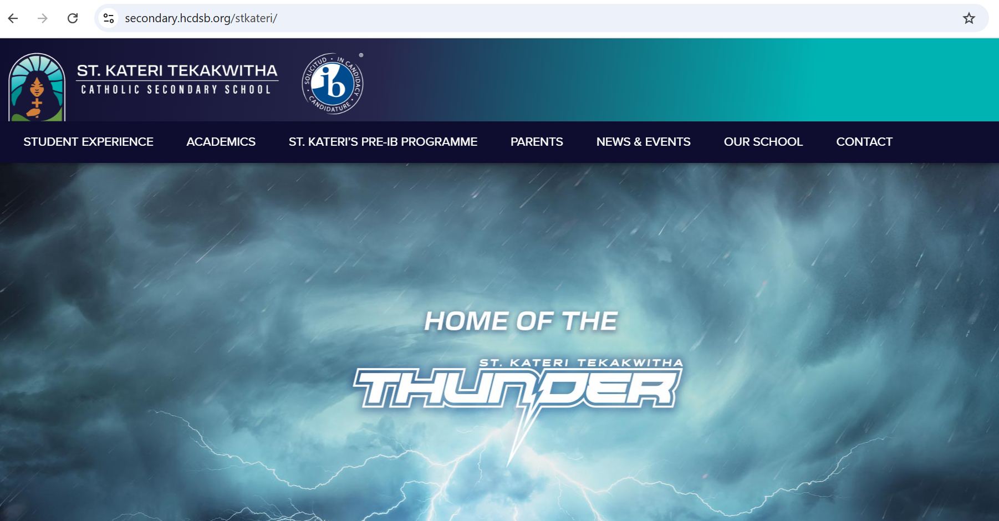 secondary.hcdsb.org/stkateri/
ST. KATERI TEKAKWITHA
CATHOLIC SECONDARY SCHOOL
SOLICITUD • IN CANDIDACY • CANDIDATURE •
ib
®
STUDENT EXPERIENCE
ACADEMICS
ST. KATERI’S PRE-IB PROGRAMME
PARENTS
NEWS & EVENTS
OUR SCHOOL
CONTACT
HOME OF THE
ST. KATERI TEKAKWITHA
THUNDER